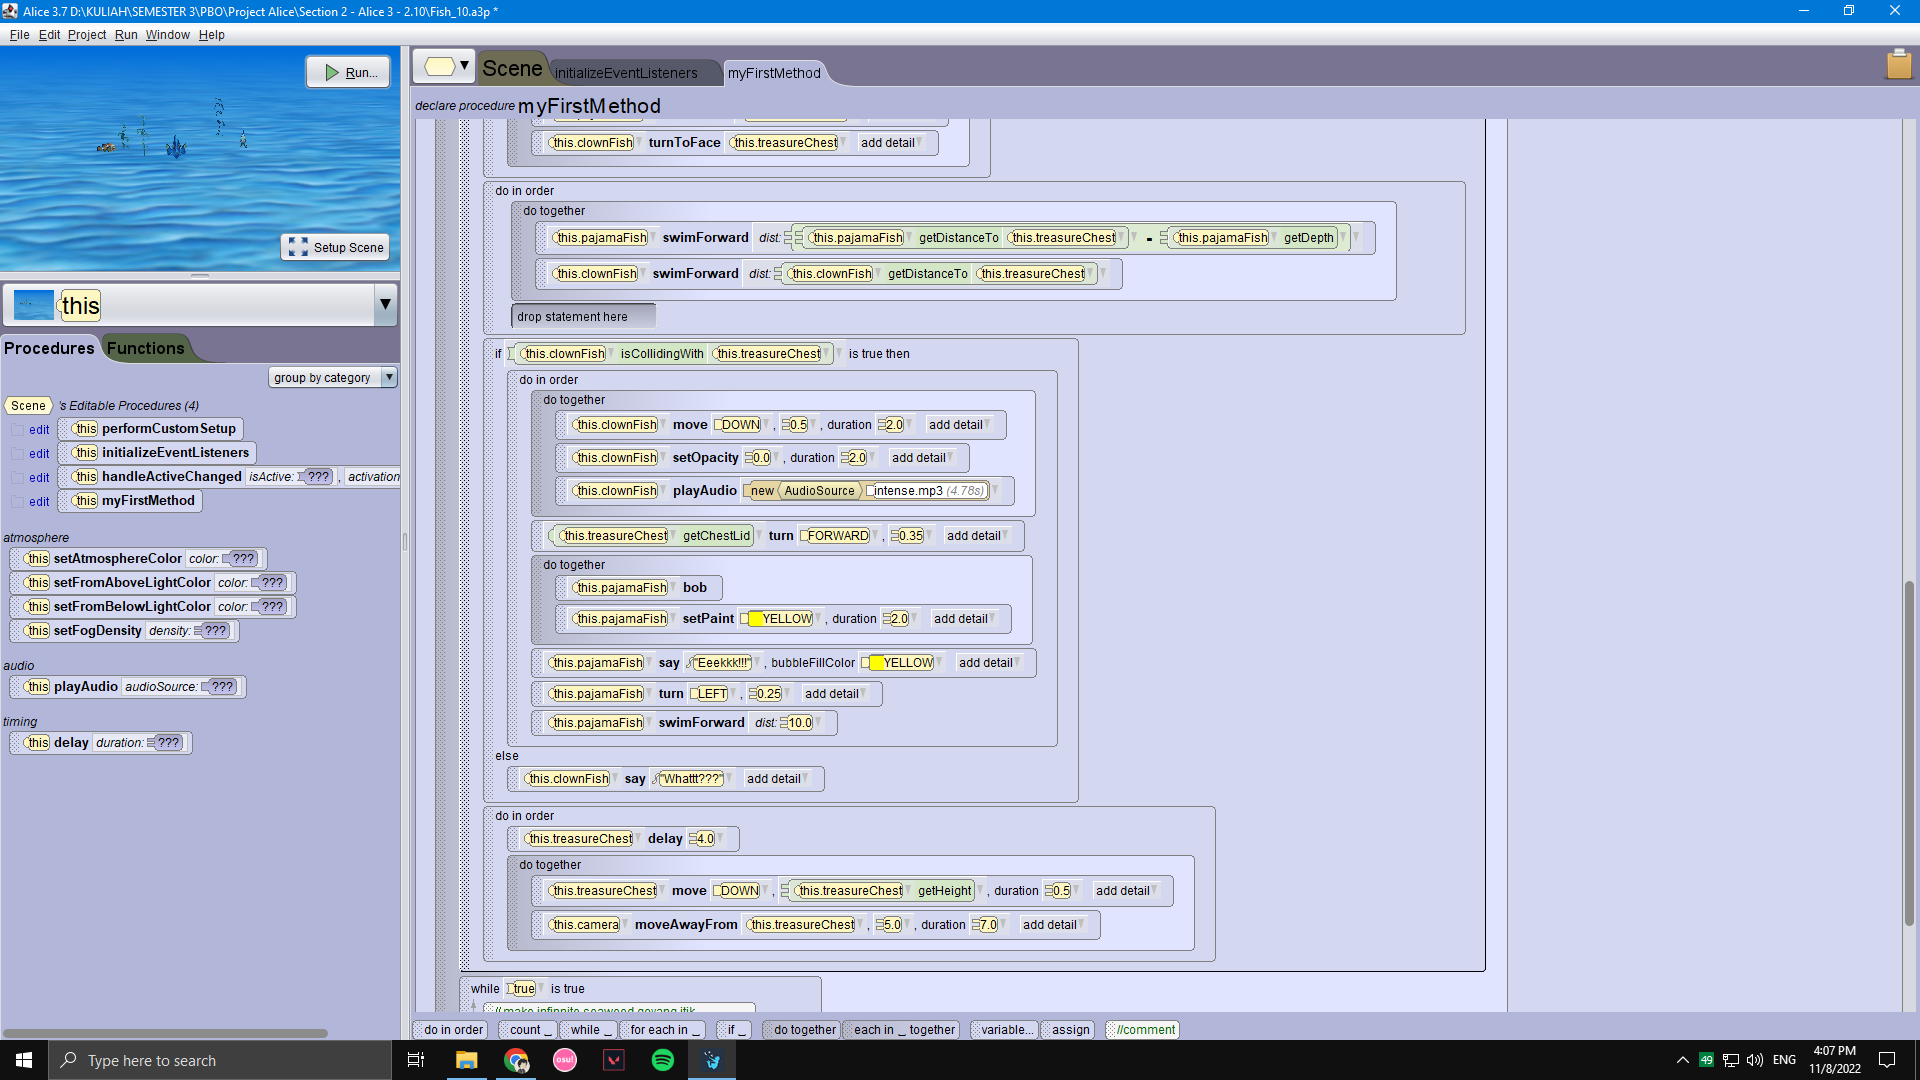 Alice 3.7 D:\KULIAH\SEMESTER 3\PBO\Project Alice\Section 2 - Alice 3 - 2.10\Fish_10.a3p *
File Edit Project Run Window Help
Run...
Setup Scene
this
Procedures Functions
group by category
Scene 's Editable Procedures (4)
edit this performCustomSetup
edit this initializeEventListeners
edit this handleActiveChanged isActive: ??? , activation
edit this myFirstMethod
atmosphere
this setAtmosphereColor color: ???
this setFromAboveLightColor color: ???
this setFromBelowLightColor color: ???
this setFogDensity density: ???
audio
this playAudio audioSource: ???
timing
this delay duration: ???
Scene initializeEventListeners myFirstMethod
declare procedure myFirstMethod
this.clownFish turnToFace this.treasureChest add detail
do in order
do together
this.pajamaFish swimForward dist: this.pajamaFish getDistanceTo this.treasureChest - this.pajamaFish getDepth
this.clownFish swimForward dist: this.clownFish getDistanceTo this.treasureChest
drop statement here
if this.clownFish isCollidingWith this.treasureChest is true then
do in order
do together
this.clownFish move DOWN , 0.5 , duration 2.0 add detail
this.clownFish setOpacity 0.0 , duration 2.0 add detail
this.clownFish playAudio new AudioSource intense.mp3 (4.78s)
this.treasureChest getChestLid turn FORWARD , 0.35 add detail
do together
this.pajamaFish bob
this.pajamaFish setPaint YELLOW , duration 2.0 add detail
this.pajamaFish say "Eeekkk!!!" , bubbleFillColor YELLOW add detail
this.pajamaFish turn LEFT , 0.25 add detail
this.pajamaFish swimForward dist: 10.0
else
this.clownFish say "Whattt???" add detail
do in order
this.treasureChest delay 4.0
do together
this.treasureChest move DOWN , this.treasureChest getHeight , duration 0.5 add detail
this.camera moveAwayFrom this.treasureChest , 5.0 , duration 7.0 add detail
while true is true
// make infinnite seaweed goyang itik
do in order count _ while _ for each in _ if _ do together each in _ together variable... assign //comment
Type here to search
osu!
49
ENG
4:07 PM
11/8/2022